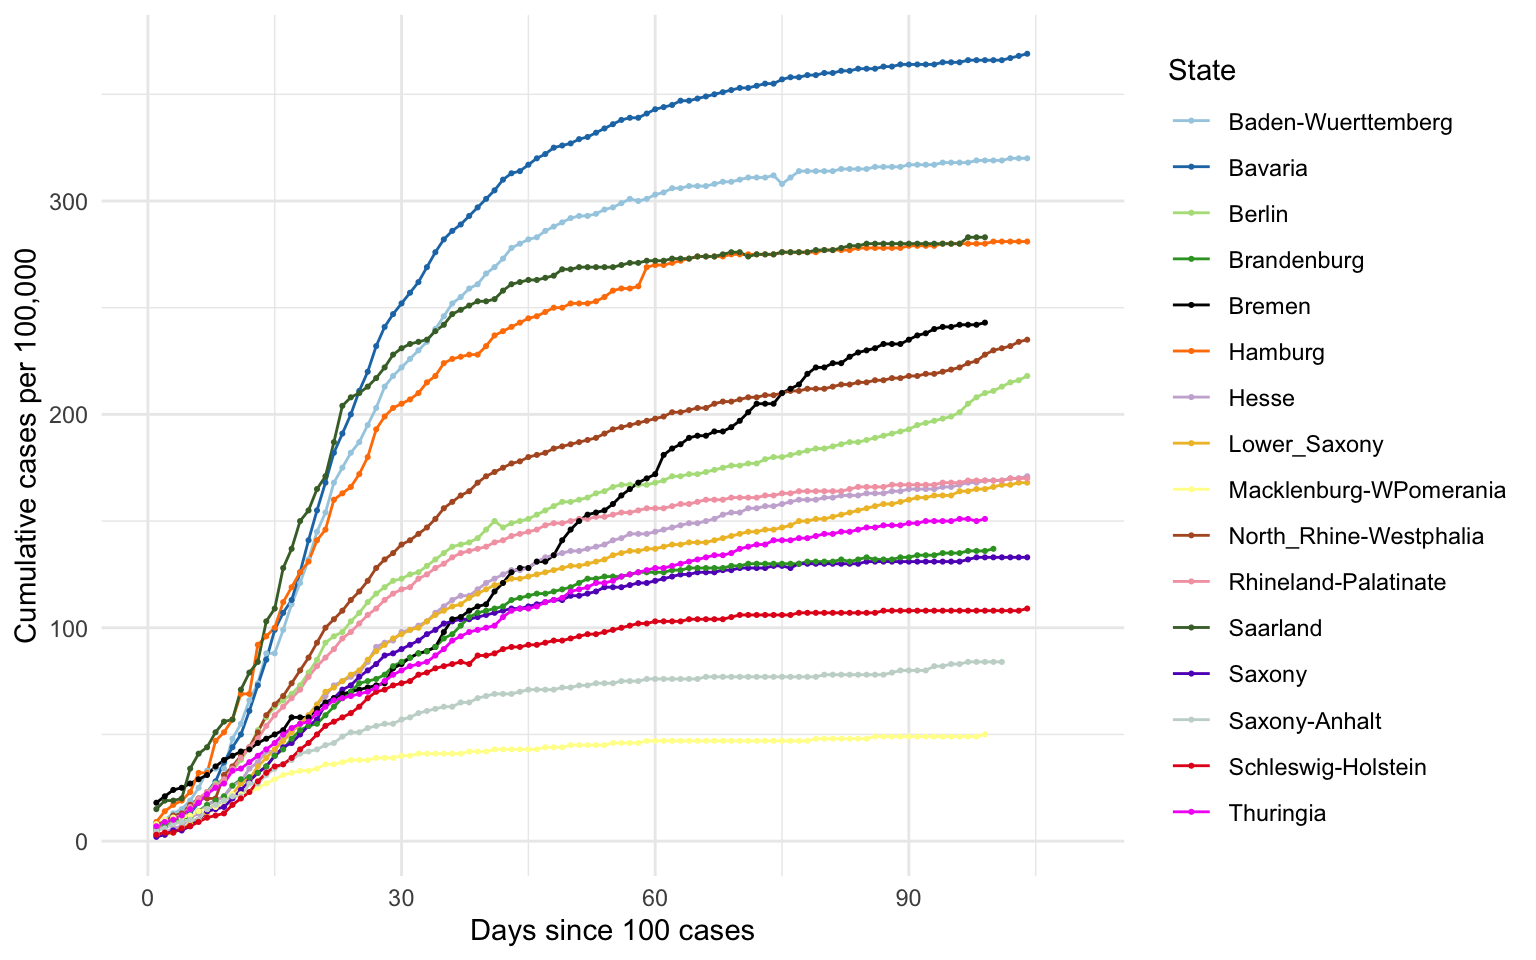 Cumulative cases per 100,000
300
200
100
0
0 30 60 90
Days since 100 cases
State
Baden-Wuerttemberg
Bavaria
Berlin
Brandenburg
Bremen
Hamburg
Hesse
Lower_Saxony
Macklenburg-WPomerania
North_Rhine-Westphalia
Rhineland-Palatinate
Saarland
Saxony
Saxony-Anhalt
Schleswig-Holstein
Thuringia